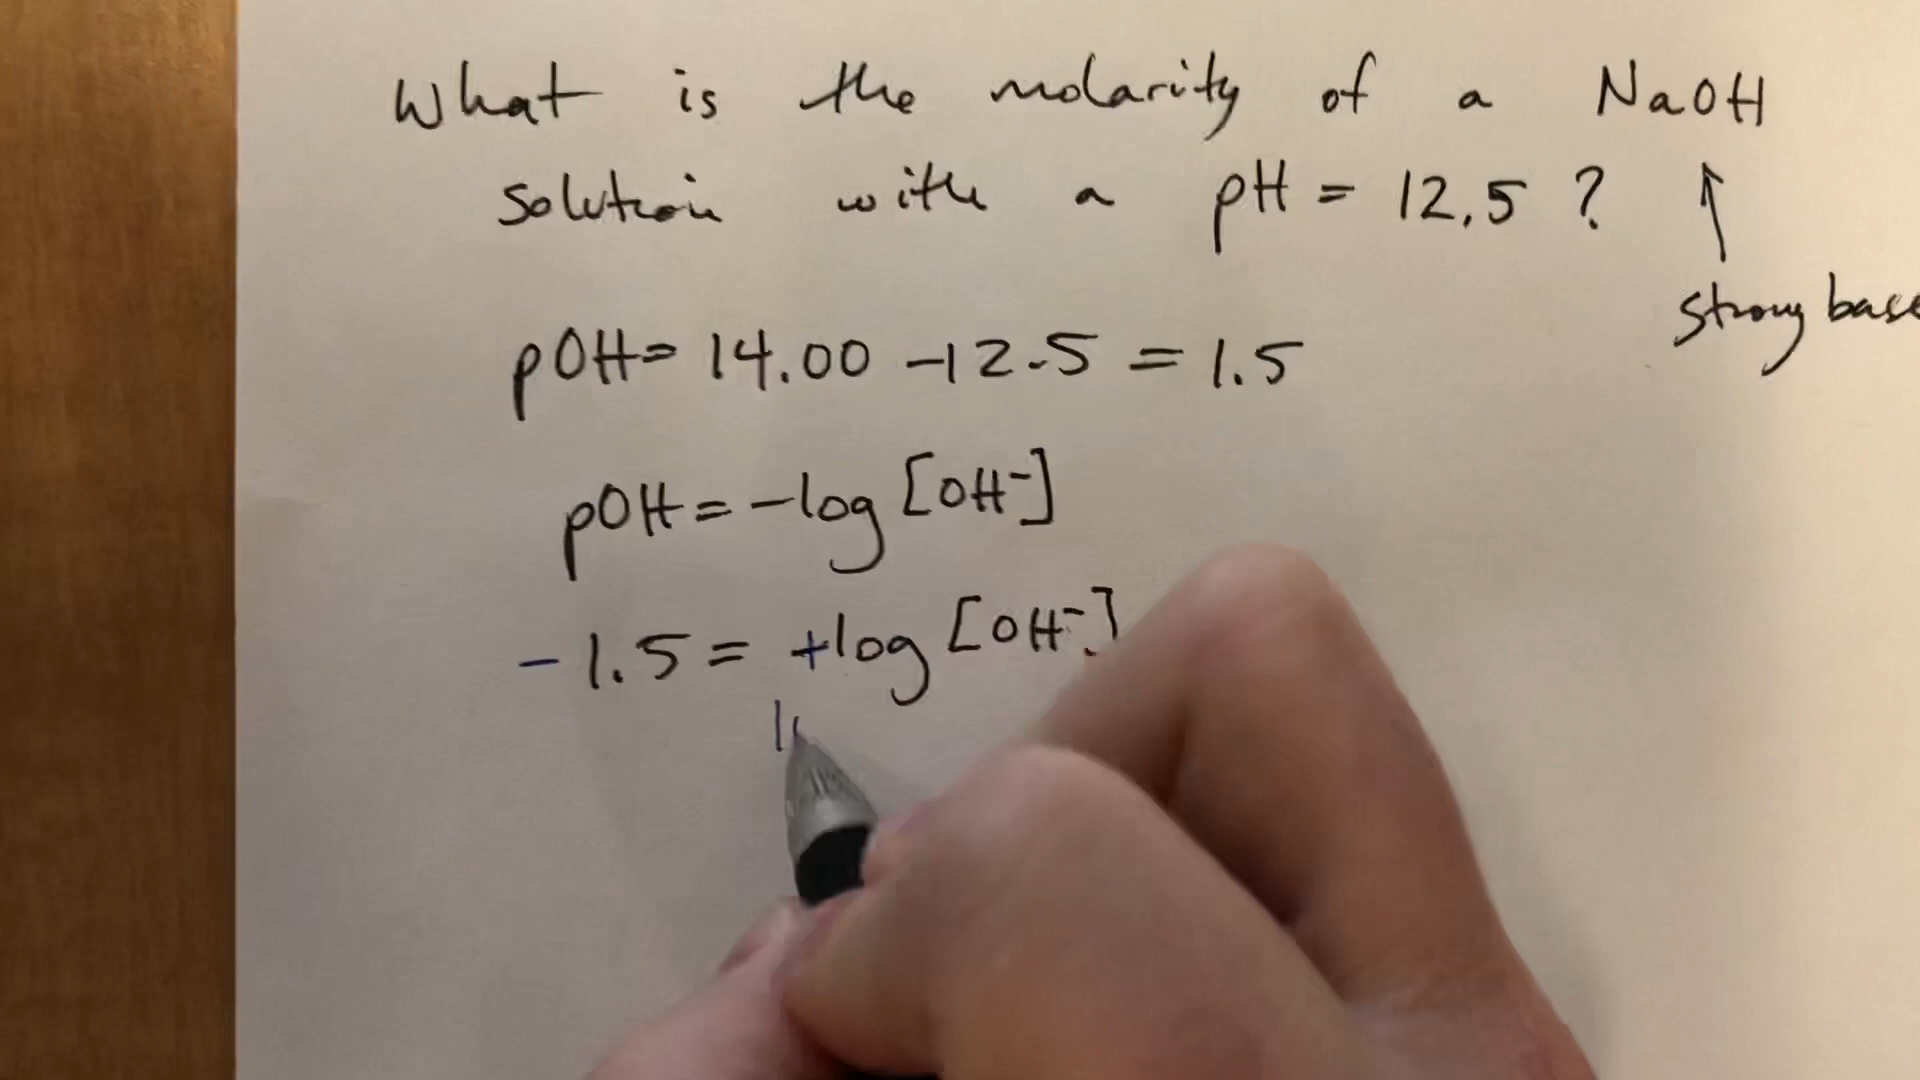 What is the molarity of a NaOH
solution with a pH = 12.5 ?
↑
strong base
pOH = 14.00 - 12.5 = 1.5
pOH = -log [OH⁻]
- 1.5 = +log [OH⁻]